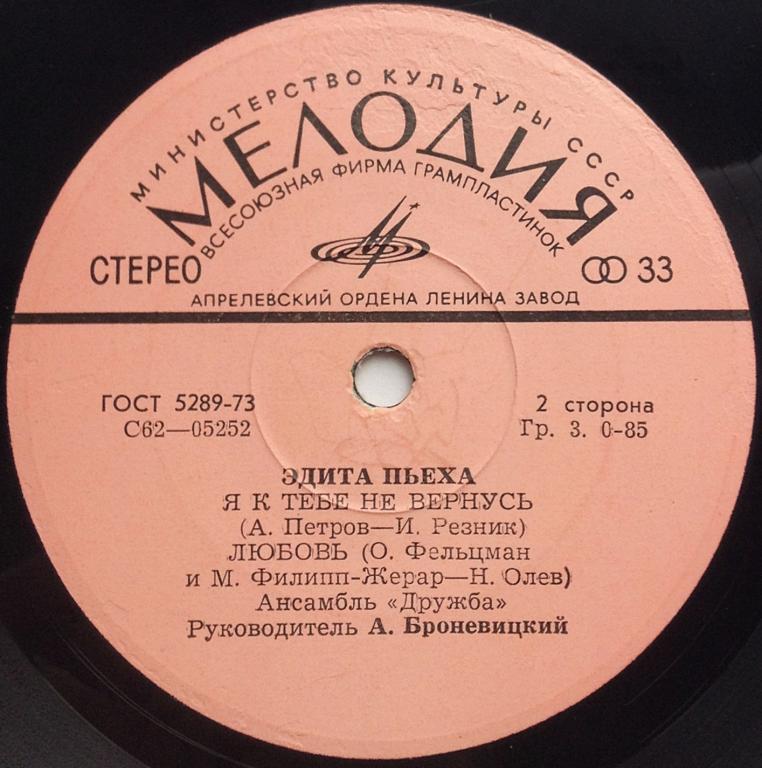 МИНИСТЕРСТВО КУЛЬТУРЫ СССР
МЕЛОДИЯ
ВСЕСОЮЗНАЯ ФИРМА ГРАМПЛАСТИНОК
СТЕРЕО 33
АПРЕЛЕВСКИЙ ОРДЕНА ЛЕНИНА ЗАВОД
ГОСТ 5289-73 2 сторона
С62—05252 Гр. 3. 0-85
ЭДИТА ПЬЕХА
Я К ТЕБЕ НЕ ВЕРНУСЬ
(А. Петров—И. Резник)
ЛЮБОВЬ (О. Фельцман
и М. Филипп-Жерар—Н. Олев)
Ансамбль «Дружба»
Руководитель А. Броневицкий